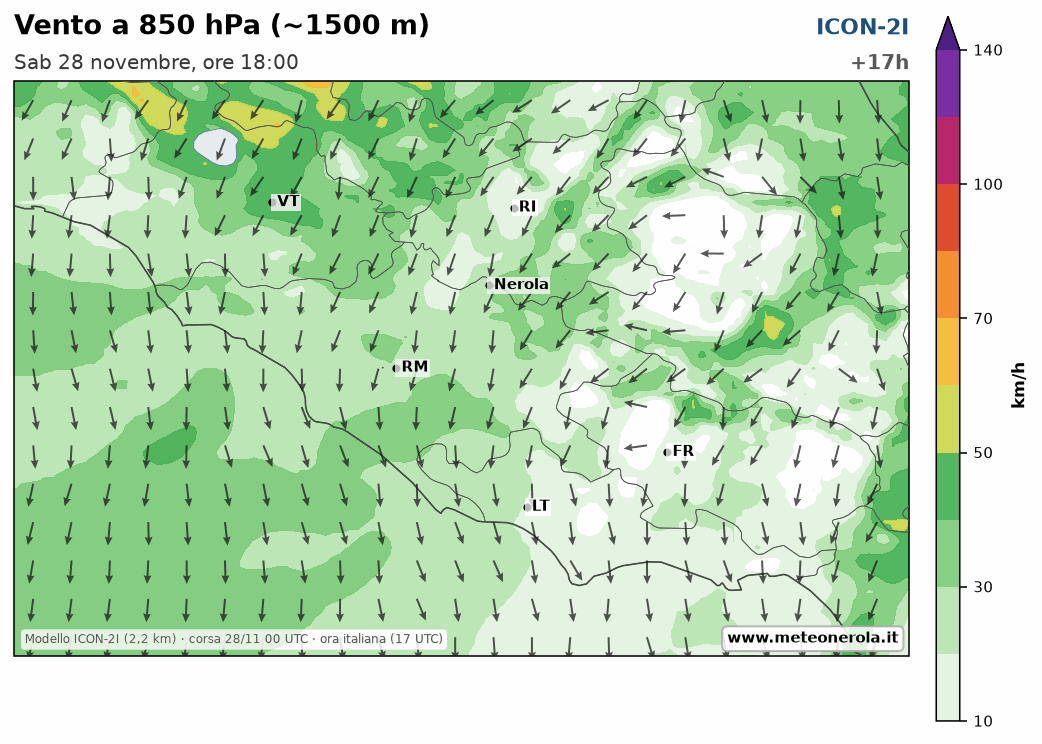 Vento a 850 hPa (~1500 m)
ICON-2I
Sab 28 novembre, ore 18:00
+17h
VT
RI
Nerola
RM
FR
LT
Modello ICON-2I (2,2 km) · corsa 28/11 00 UTC · ora italiana (17 UTC)
www.meteonerola.it
140
100
70
50
30
10
km/h